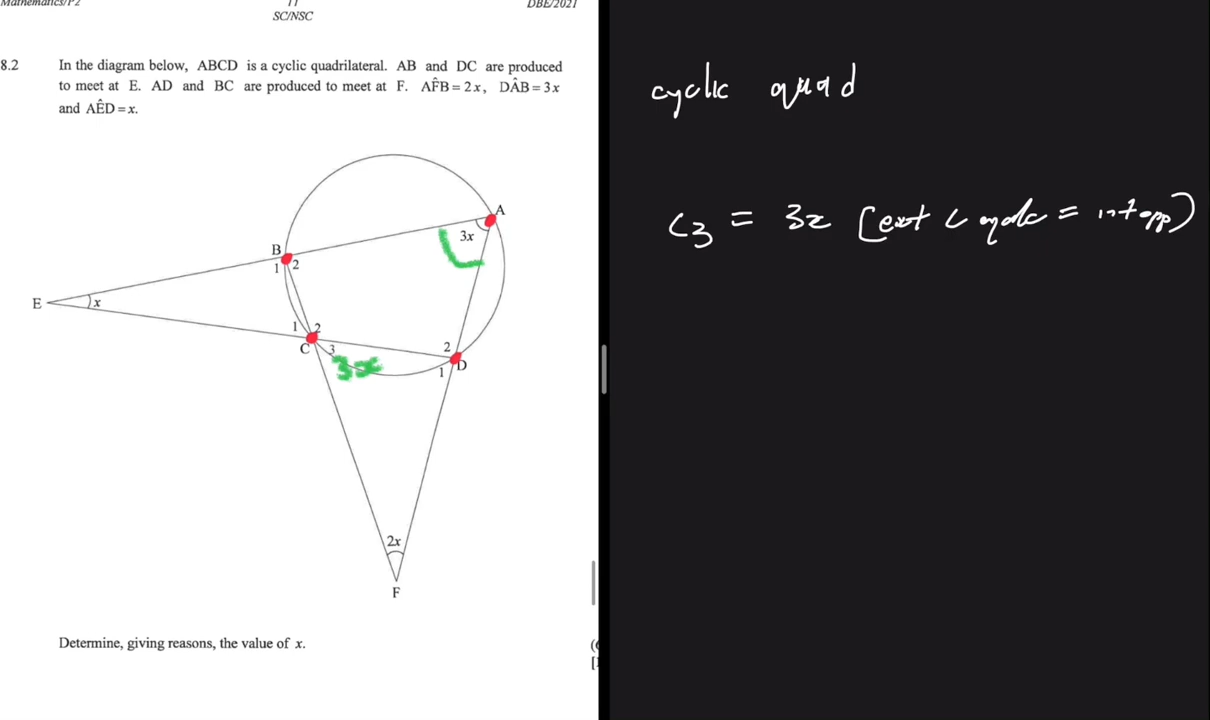 Mathematics/P2
11
DBE/2021
SC/NSC
8.2 In the diagram below, ABCD is a cyclic quadrilateral. AB and DC are produced
to meet at E. AD and BC are produced to meet at F. AF̂B = 2x, DÂB = 3x
and AÊD = x.
A
3x
B
1 2
E x
1 2
C 3
3x
2
D
1
2x
F
Determine, giving reasons, the value of x.
cyclic quad
C3 = 3x [ext < cyclic = int opp)